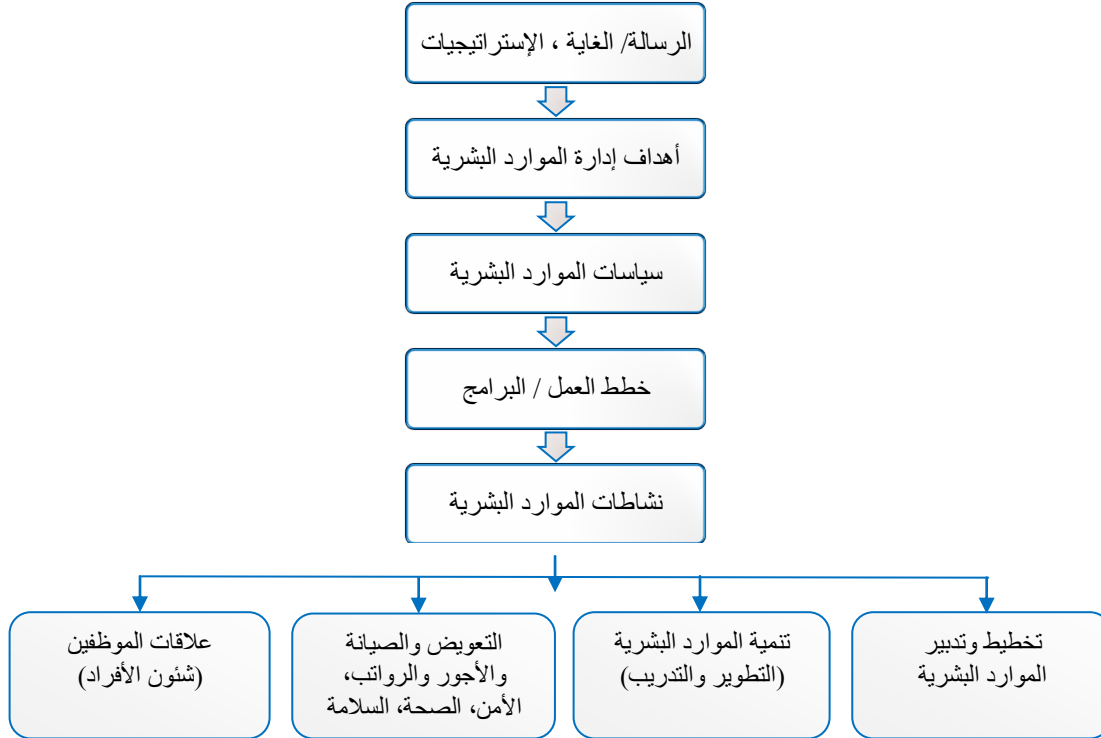 الرسالة/ الغاية ، الإستراتيجيات
أهداف إدارة الموارد البشرية
سياسات الموارد البشرية
خطط العمل / البرامج
نشاطات الموارد البشرية
تخطيط وتدبير
الموارد البشرية
تنمية الموارد البشرية
(التطوير والتدريب)
التعويض والصيانة
والأجور والرواتب،
الأمن، الصحة، السلامة
علاقات الموظفين
(شئون الأفراد)